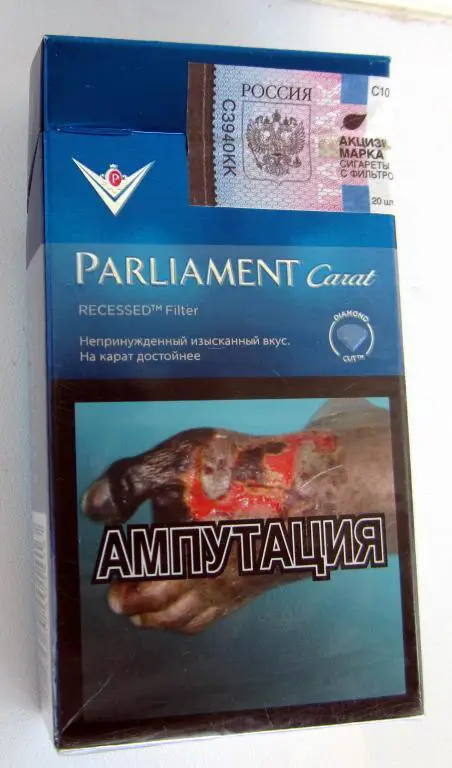 РОССИЯ
С3940КК
С10
АКЦИЗН
МАРКА
СИГАРЕТЫ
С ФИЛЬТРО
20 шт
P
PARLIAMENT Carat
RECESSED™ Filter
DIAMOND
CUT™
Непринужденный изысканный вкус.
На карат достойнее
АМПУТАЦИЯ